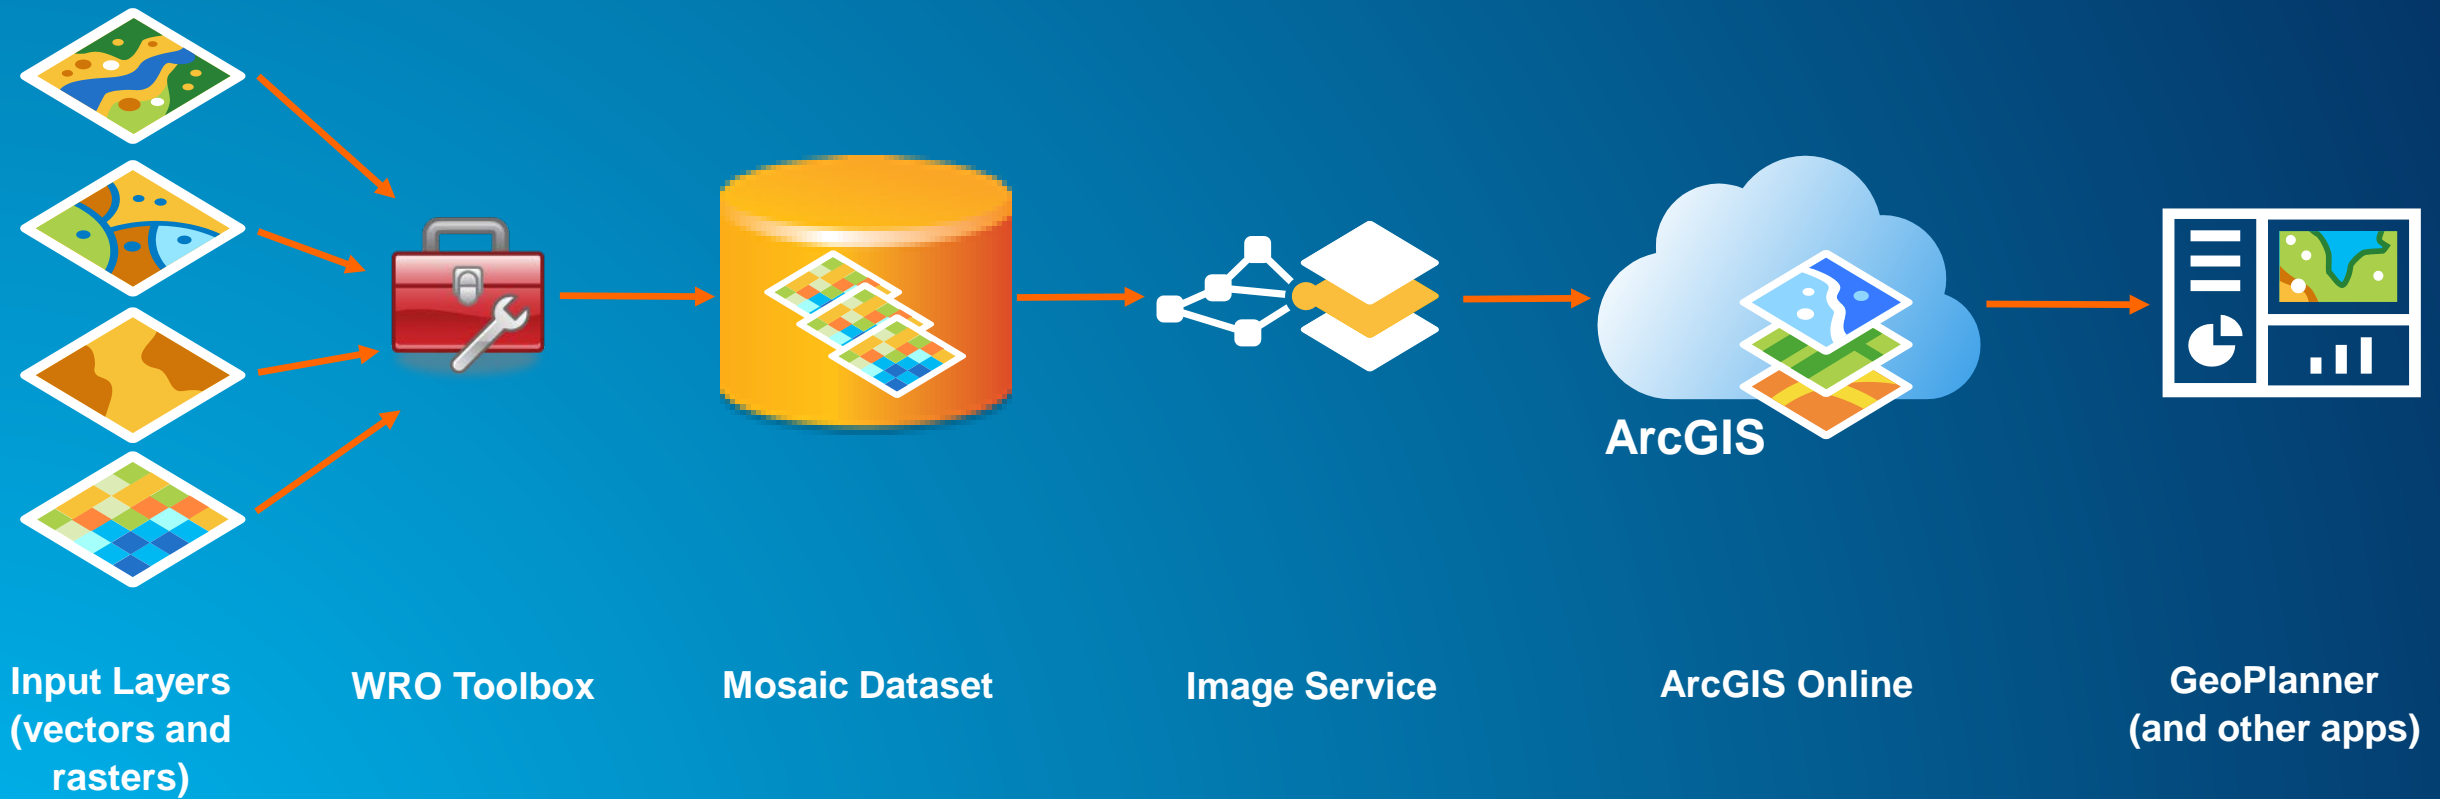 ArcGIS
Input Layers
(vectors and
rasters)
WRO Toolbox
Mosaic Dataset
Image Service
ArcGIS Online
GeoPlanner
(and other apps)